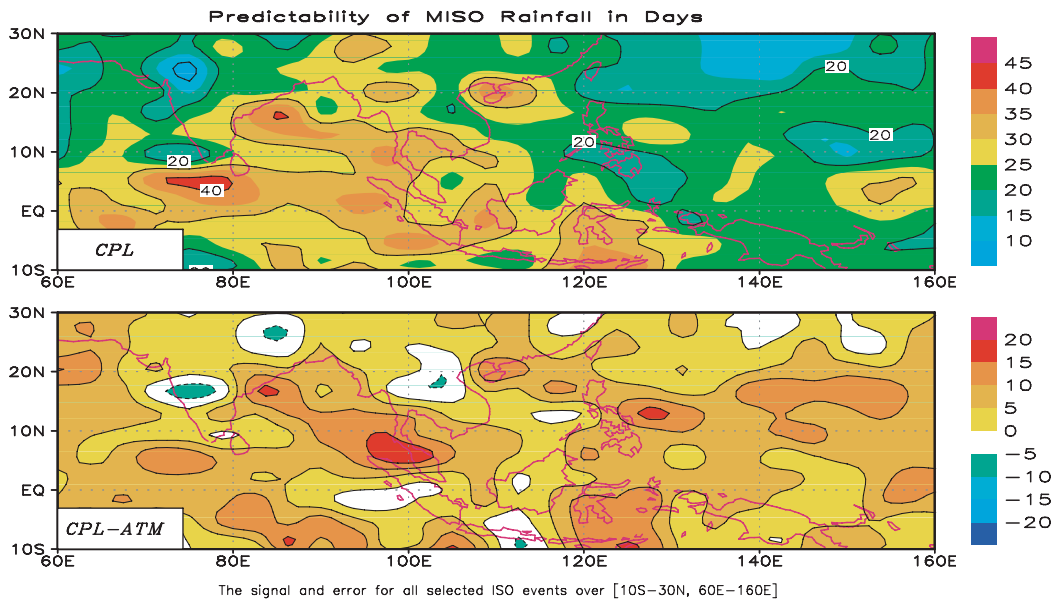 Predictability of MISO Rainfall in Days
30N
20N
10N
EQ
10S
60E
80E
100E
120E
140E
160E
20
20
20
20
40
CPL
45
40
35
30
25
20
15
10
30N
20N
10N
EQ
10S
60E
80E
100E
120E
140E
160E
CPL-ATM
20
15
10
5
0
-5
-10
-15
-20
The signal and error for all selected ISO events over [10S-30N, 60E-160E]